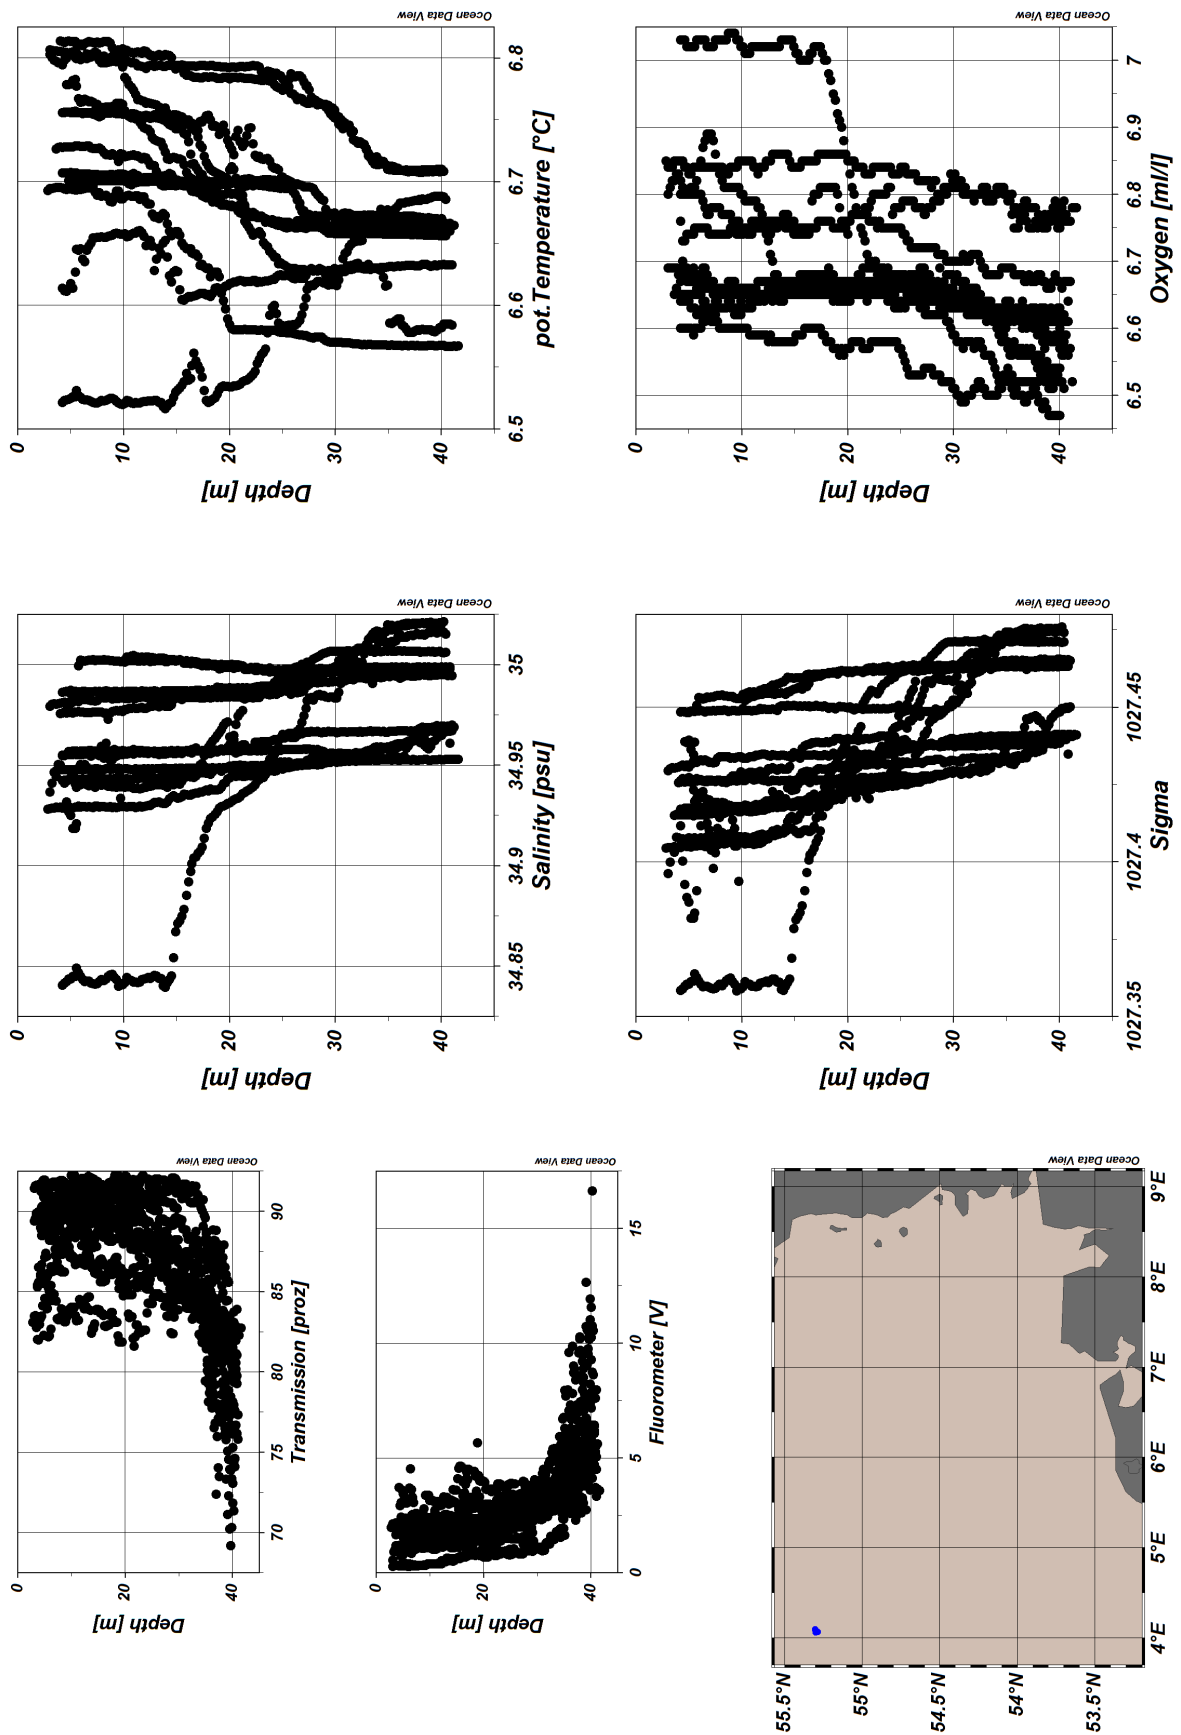 Ocean Data View
0
20
40
Depth [m]
70
75
80
85
90
Transmission [proz]
Ocean Data View
0
20
40
Depth [m]
0
5
10
15
Fluorometer [V]
Ocean Data View
55.5°N
55°N
54.5°N
54°N
53.5°N
4°E
5°E
6°E
7°E
8°E
9°E
Ocean Data View
0
10
20
30
40
Depth [m]
34.85
34.9
34.95
35
Salinity [psu]
Ocean Data View
0
10
20
30
40
Depth [m]
1027.35
1027.4
1027.45
Sigma
Ocean Data View
0
10
20
30
40
Depth [m]
6.5
6.6
6.7
6.8
pot.Temperature [°C]
Ocean Data View
0
10
20
30
40
Depth [m]
6.5
6.6
6.7
6.8
6.9
7
Oxygen [ml/l]